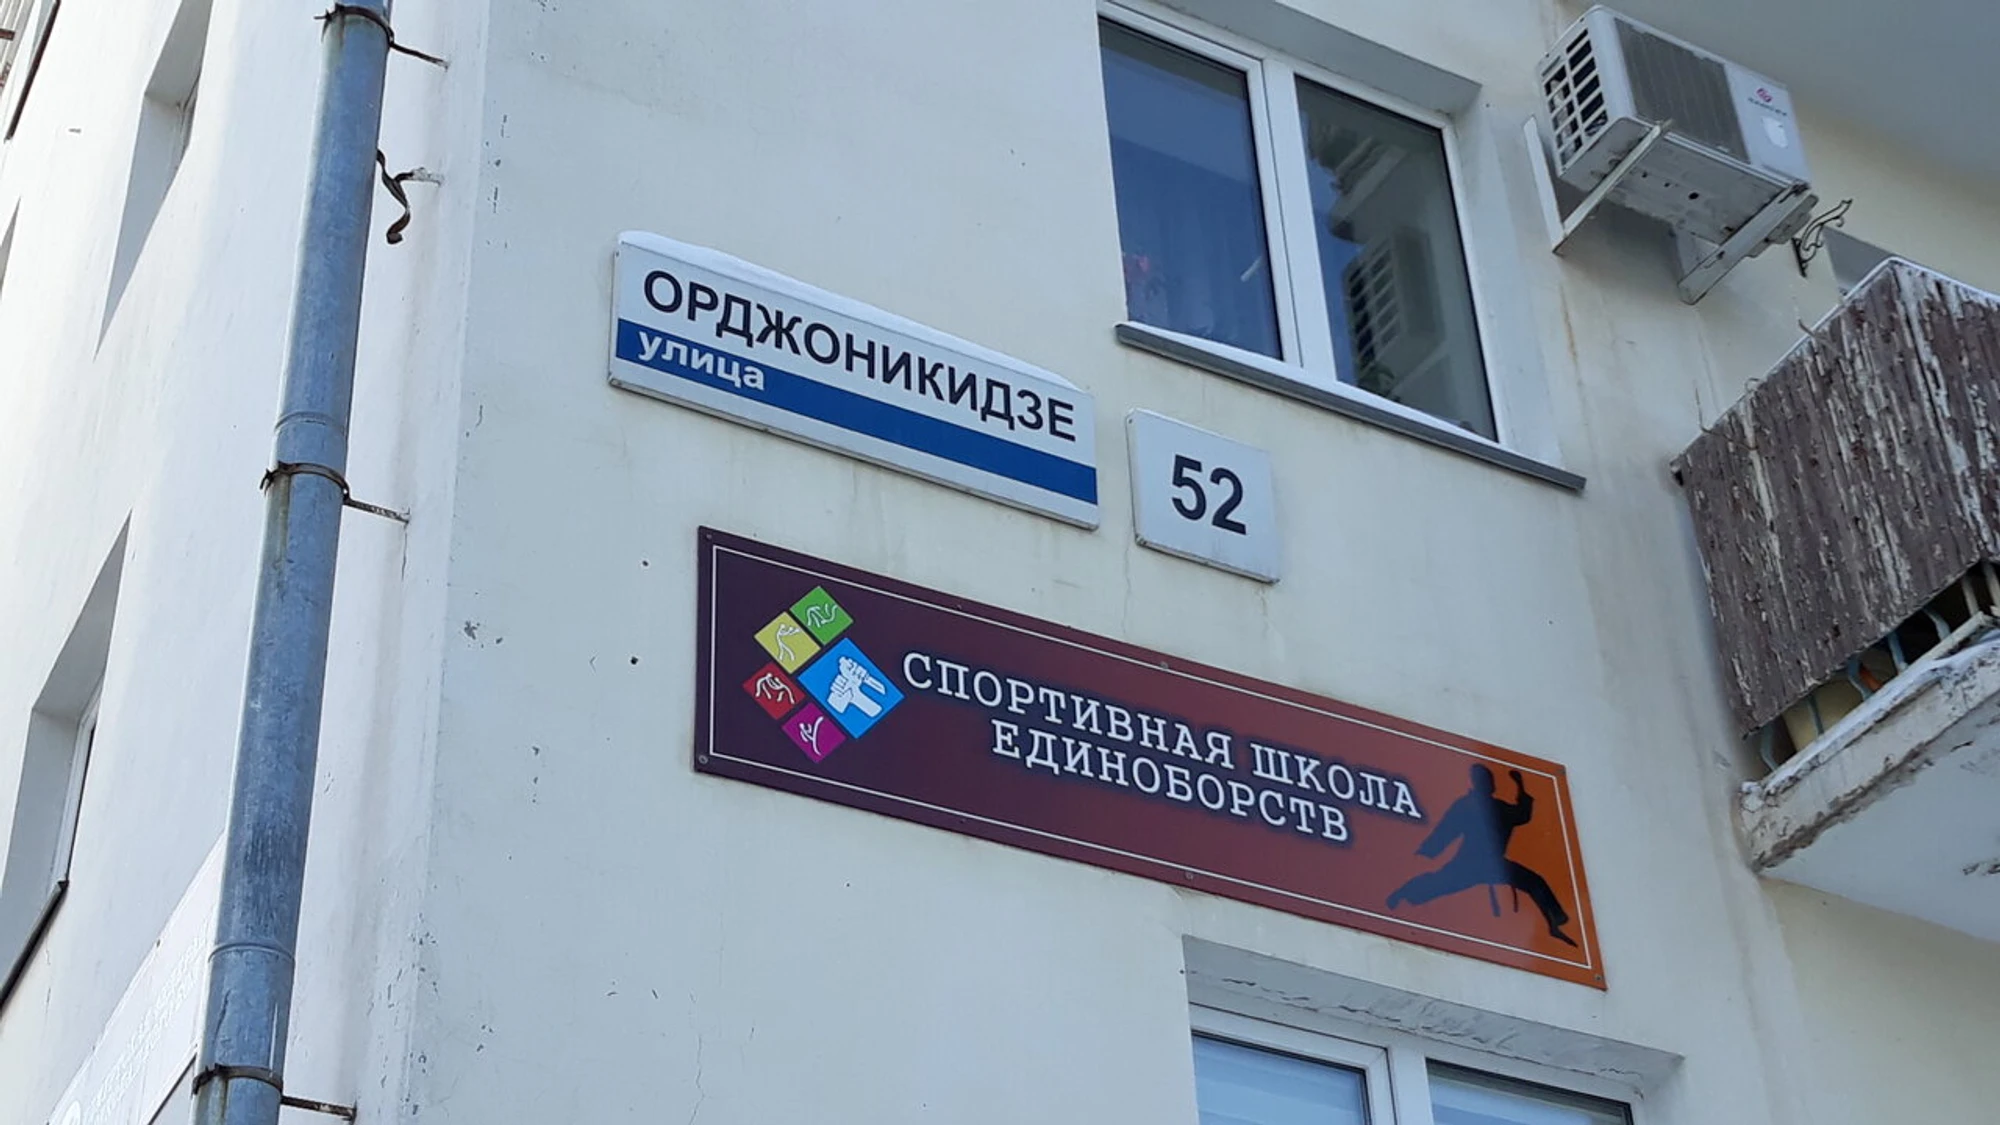 ОРДЖОНИКИДЗЕ
улица
52
СПОРТИВНАЯ ШКОЛА
ЕДИНОБОРСТВ